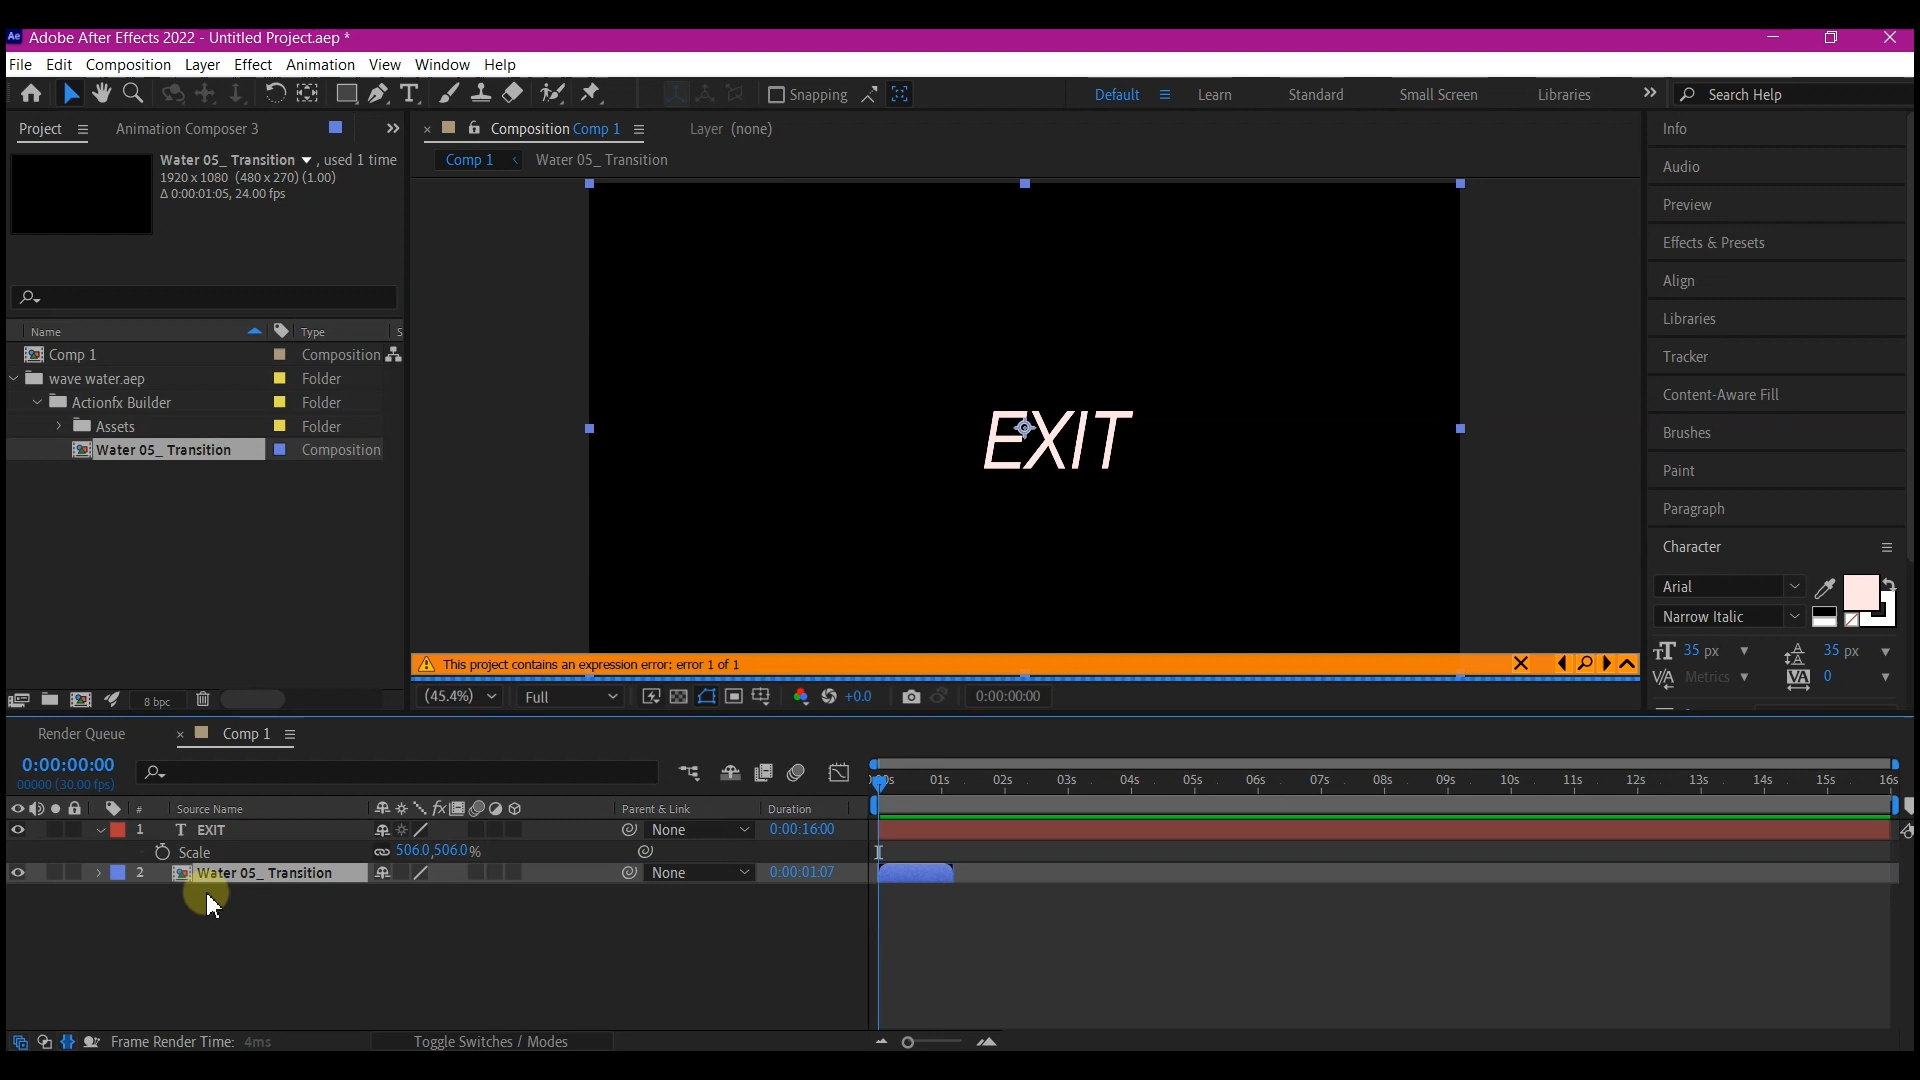 Ae Adobe After Effects 2022 - Untitled Project.aep *
File Edit Composition Layer Effect Animation View Window Help
Snapping
Default Learn Standard Small Screen Libraries Search Help
Project Animation Composer 3
Composition Comp 1 Layer (none)
Comp 1 Water 05_ Transition
Water 05_ Transition , used 1 time
1920 x 1080 (480 x 270) (1.00)
Δ 0:00:01:05, 24.00 fps
Name Type S
Comp 1 Composition
wave water.aep Folder
Actionfx Builder Folder
Assets Folder
Water 05_ Transition Composition
8 bpc
EXIT
This project contains an expression error: error 1 of 1
(45.4%) Full +0.0 0:00:00:00
Info
Audio
Preview
Effects & Presets
Align
Libraries
Tracker
Content-Aware Fill
Brushes
Paint
Paragraph
Character
Arial
Narrow Italic
35 px 35 px
Metrics 0
Render Queue Comp 1
0:00:00:00
00000 (30.00 fps)
01s 02s 03s 04s 05s 06s 07s 08s 09s 10s 11s 12s 13s 14s 15s 16s
# Source Name Parent & Link Duration
1 T EXIT None 0:00:16:00
Scale 506.0,506.0%
2 Water 05_ Transition None 0:00:01:07
Frame Render Time: 4ms Toggle Switches / Modes